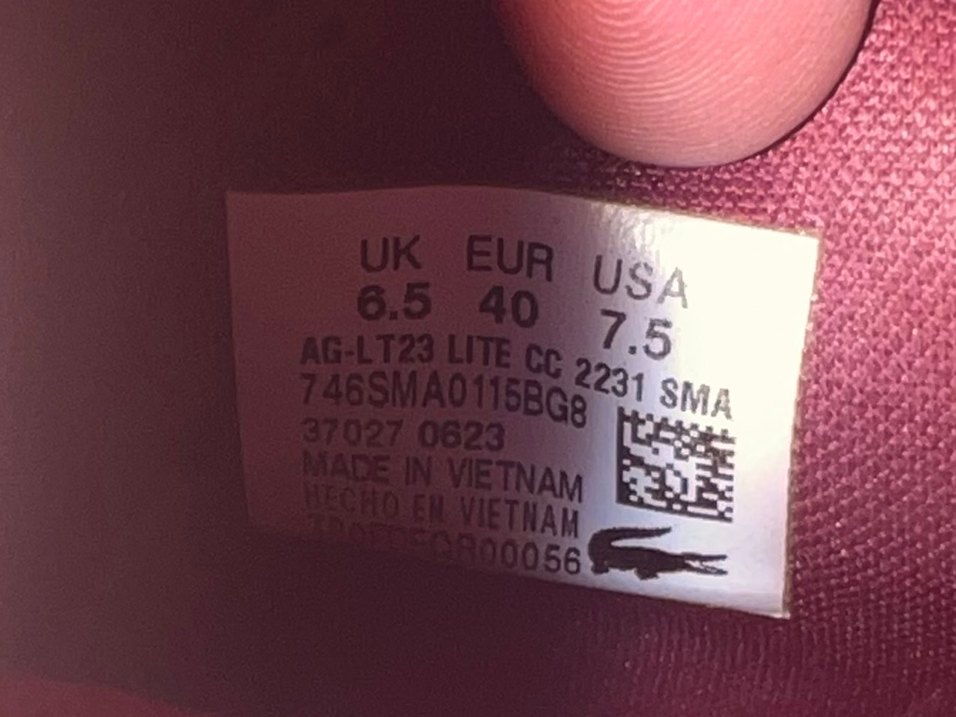 UK EUR USA
6.5 40 7.5
AG-LT23 LITE CC 2231 SMA
746SMA0115BG8
37027 0623
MADE IN VIETNAM
HECHO EN VIETNAM